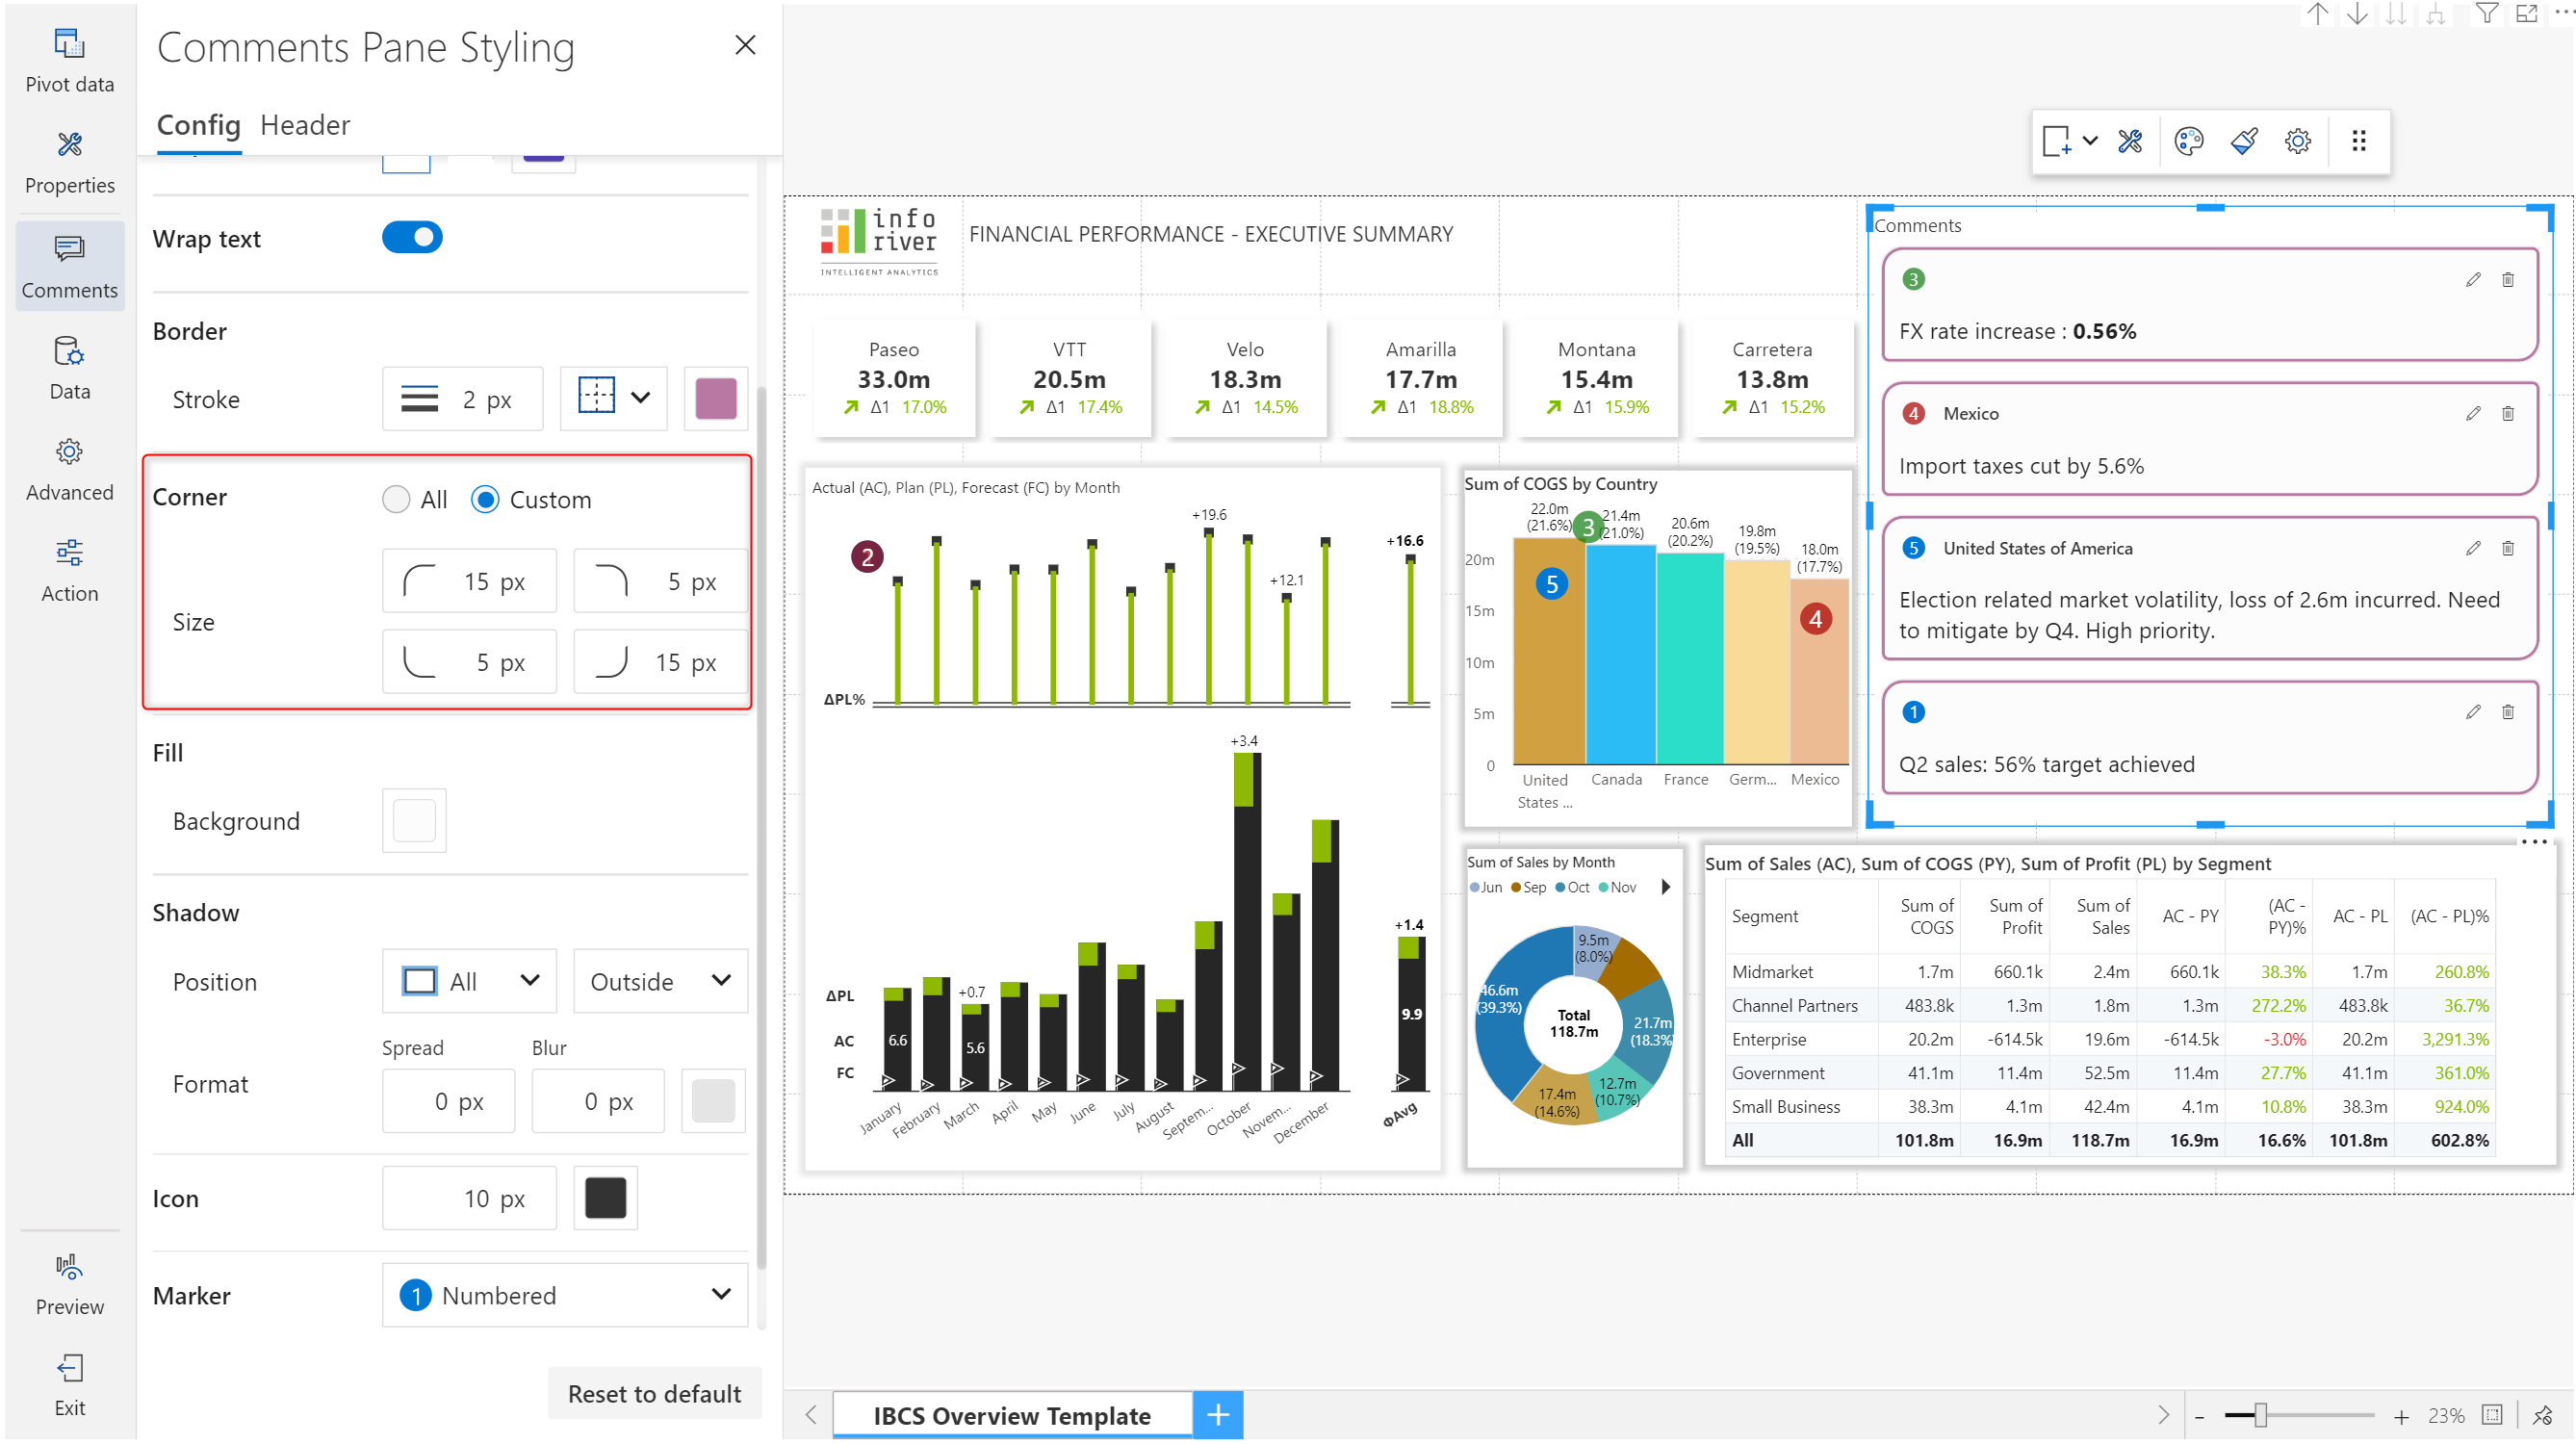 Pivot data
Properties
Comments
Data
Advanced
Action
Preview
Exit
Comments Pane Styling
Config Header
Wrap text
Border
Stroke 2 px
Corner All Custom
15 px 5 px
Size
5 px 15 px
Fill
Background
Shadow
Position All Outside
Spread Blur
Format 0 px 0 px
Icon 10 px
Marker 1 Numbered
Reset to default
info
river
INTELLIGENT ANALYTICS
FINANCIAL PERFORMANCE - EXECUTIVE SUMMARY
Paseo
33.0m
Δ1 17.0%
VTT
20.5m
Δ1 17.4%
Velo
18.3m
Δ1 14.5%
Amarilla
17.7m
Δ1 18.8%
Montana
15.4m
Δ1 15.9%
Carretera
13.8m
Δ1 15.2%
Actual (AC), Plan (PL), Forecast (FC) by Month
2
+19.6
+12.1
+16.6
ΔPL%
+3.4
+0.7
+1.4
ΔPL
AC 6.6 5.6 9.9
FC
January February March April May June July August Septem... October Novem... December ΦAvg
Sum of COGS by Country
22.0m
(21.6%)
21.4m
(21.0%)
20.6m
(20.2%)
19.8m
(19.5%)
18.0m
(17.7%)
3
5
4
20m
15m
10m
5m
0
United
States ...
Canada France Germ... Mexico
Comments
3
FX rate increase : 0.56%
4 Mexico
Import taxes cut by 5.6%
5 United States of America
Election related market volatility, loss of 2.6m incurred. Need
to mitigate by Q4. High priority.
1
Q2 sales: 56% target achieved
Sum of Sales by Month
Jun Sep Oct Nov
9.5m
(8.0%)
46.6m
(39.3%)
Total
118.7m
21.7m
(18.3%)
12.7m
(10.7%)
17.4m
(14.6%)
Sum of Sales (AC), Sum of COGS (PY), Sum of Profit (PL) by Segment
Segment Sum of COGS Sum of Profit Sum of Sales AC - PY (AC - PY)% AC - PL (AC - PL)%
Midmarket 1.7m 660.1k 2.4m 660.1k 38.3% 1.7m 260.8%
Channel Partners 483.8k 1.3m 1.8m 1.3m 272.2% 483.8k 36.7%
Enterprise 20.2m -614.5k 19.6m -614.5k -3.0% 20.2m 3,291.3%
Government 41.1m 11.4m 52.5m 11.4m 27.7% 41.1m 361.0%
Small Business 38.3m 4.1m 42.4m 4.1m 10.8% 38.3m 924.0%
All 101.8m 16.9m 118.7m 16.9m 16.6% 101.8m 602.8%
IBCS Overview Template
23%